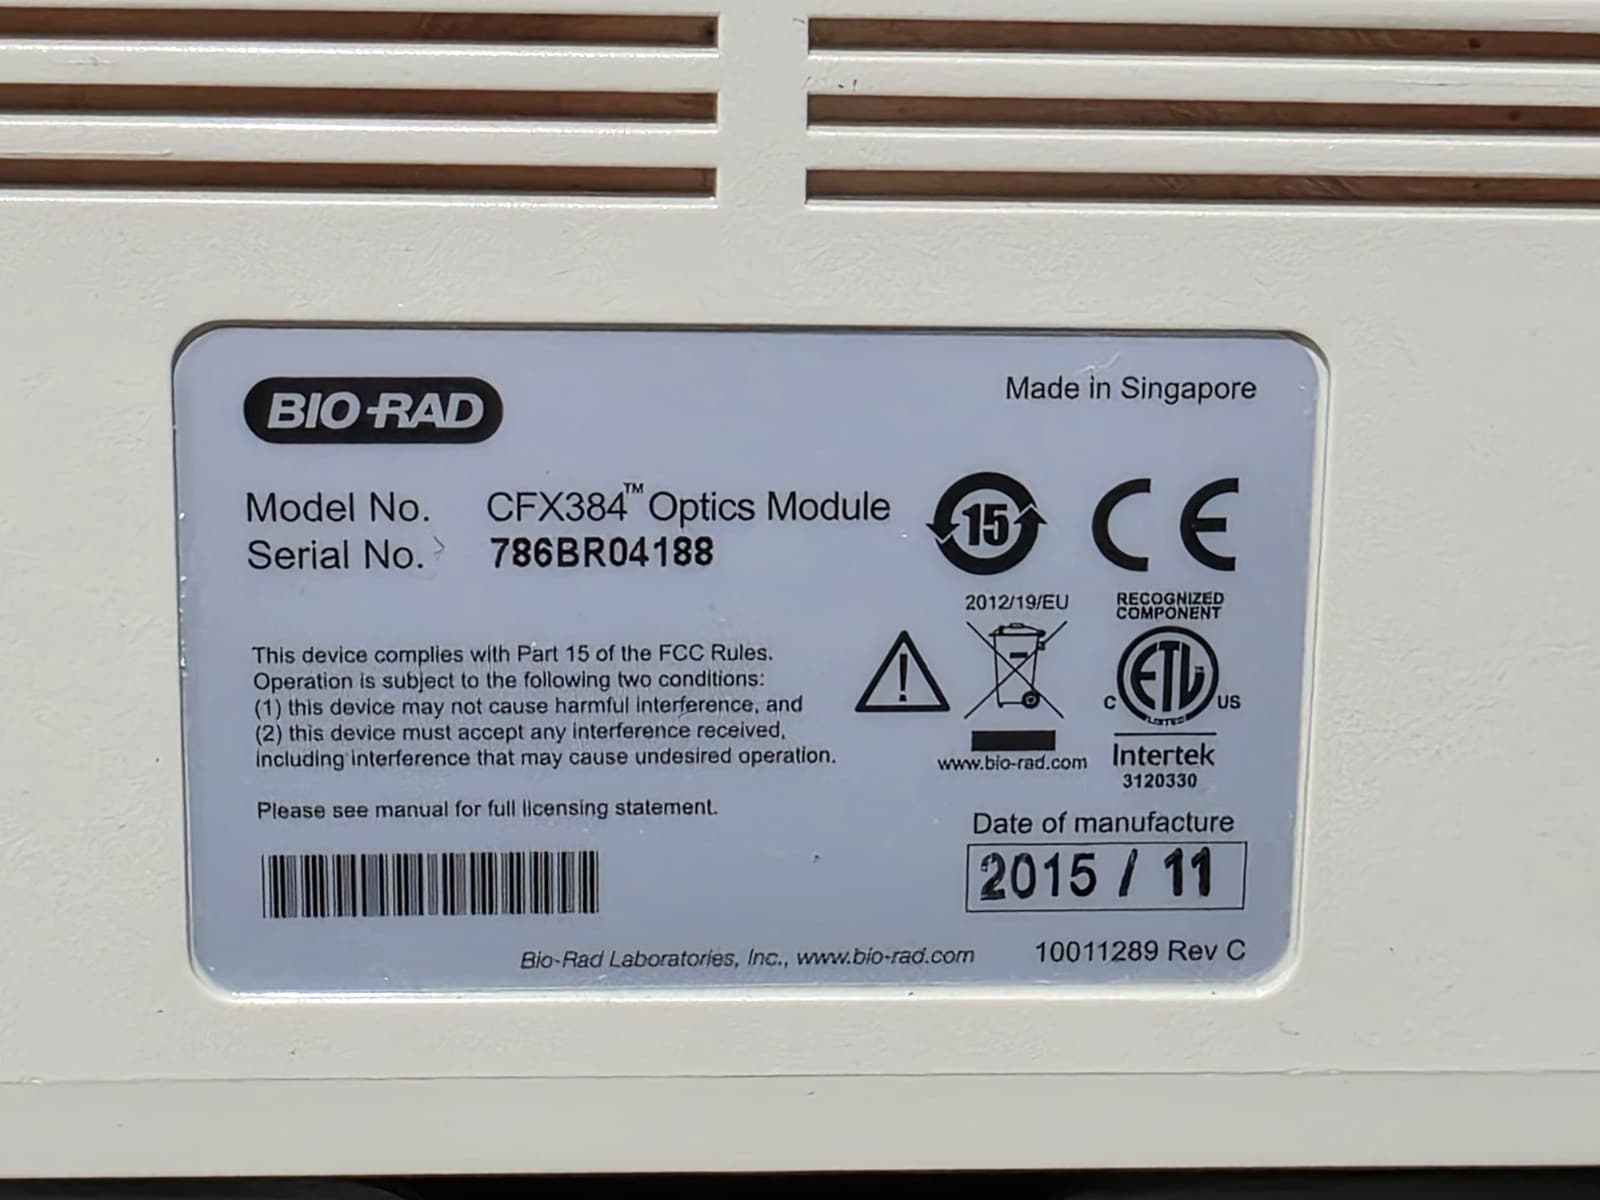 BIO-RAD
Made in Singapore
Model No. CFX384™ Optics Module
Serial No. 786BR04188
15
CE
2012/19/EU
RECOGNIZED
COMPONENT
This device complies with Part 15 of the FCC Rules.
Operation is subject to the following two conditions:
(1) this device may not cause harmful interference, and
(2) this device must accept any interference received,
including interference that may cause undesired operation.
Please see manual for full licensing statement.
ETL
LISTED
C US
www.bio-rad.com
Intertek
3120330
Date of manufacture
2015 / 11
Bio-Rad Laboratories, Inc., www.bio-rad.com
10011289 Rev C